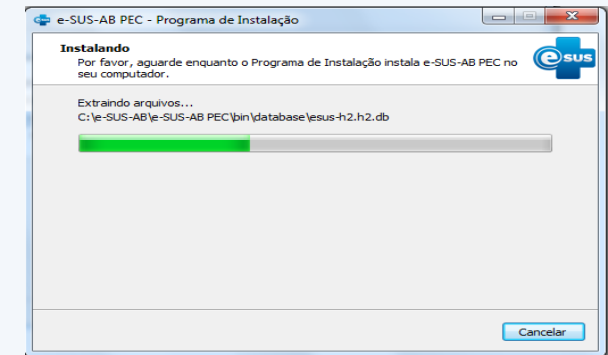 e-SUS-AB PEC - Programa de Instalação
Instalando
Por favor, aguarde enquanto o Programa de Instalação instala e-SUS-AB PEC no
seu computador.
esus
Extraindo arquivos...
C:\e-SUS-AB\e-SUS-AB PEC\bin\database\esus-h2.h2.db
Cancelar